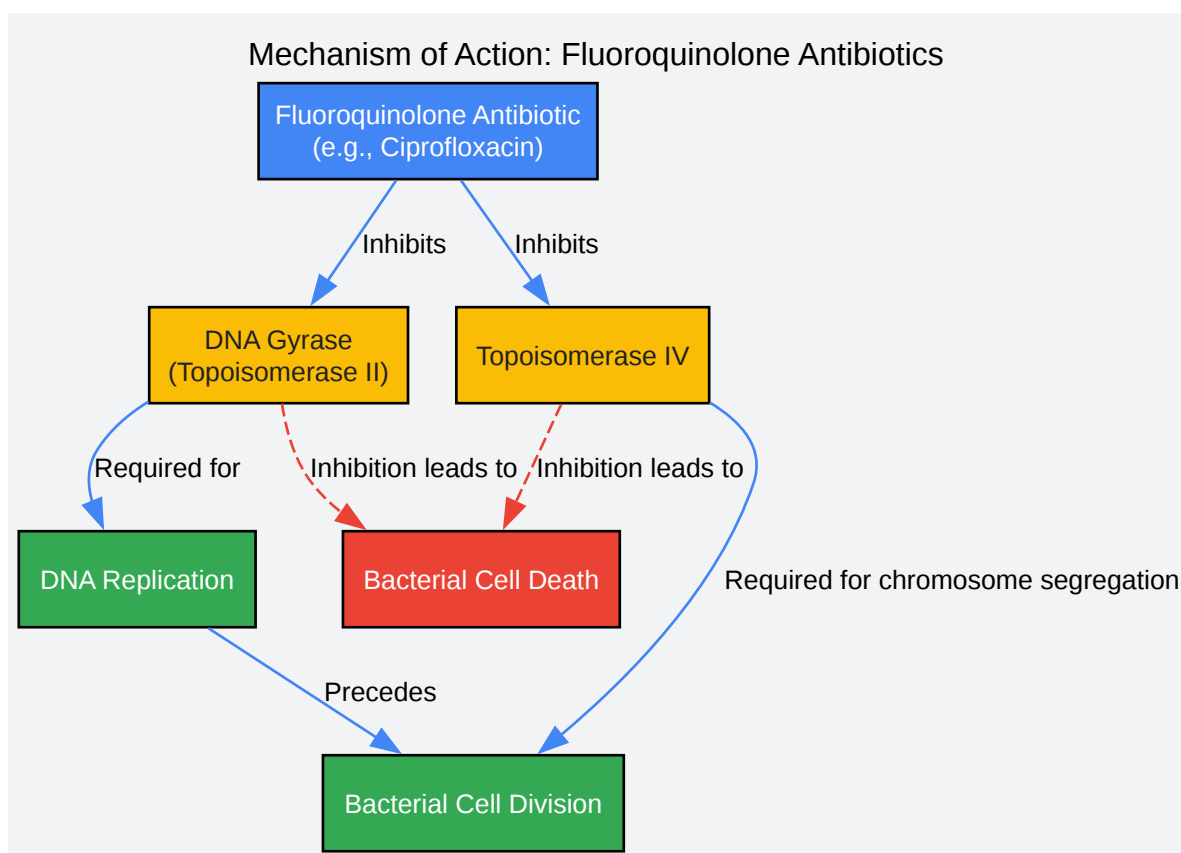 Mechanism of Action: Fluoroquinolone Antibiotics
Fluoroquinolone Antibiotic
(e.g., Ciprofloxacin)
Inhibits
Inhibits
DNA Gyrase
(Topoisomerase II)
Topoisomerase IV
Required for
Inhibition leads to
Inhibition leads to
DNA Replication
Bacterial Cell Death
Required for chromosome segregation
Precedes
Bacterial Cell Division